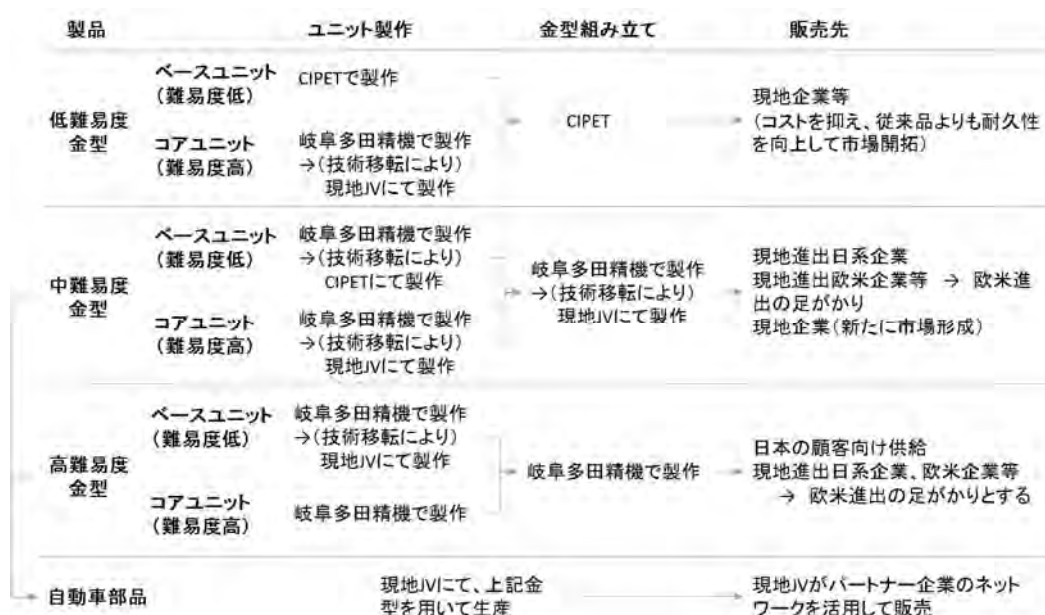 製品 ユニット製作 金型組み立て 販売先
低難易度
金型
ベースユニット
(難易度低)
CIPETで製作
コアユニット
(難易度高)
岐阜多田精機で製作
→(技術移転により)
現地JVにて製作
CIPET
現地企業等
(コストを抑え、従来品よりも耐久性
を向上して市場開拓)
中難易度
金型
ベースユニット
(難易度低)
岐阜多田精機で製作
→(技術移転により)
CIPETにて製作
コアユニット
(難易度高)
岐阜多田精機で製作
→(技術移転により)
現地JVにて製作
岐阜多田精機で製作
→(技術移転により)
現地JVにて製作
現地進出日系企業
現地進出欧米企業等 → 欧米進
出の足がかり
現地企業(新たに市場形成)
高難易度
金型
ベースユニット
(難易度低)
岐阜多田精機で製作
→(技術移転により)
現地JVにて製作
コアユニット
(難易度高)
岐阜多田精機で製作
岐阜多田精機で製作
日本の顧客向け供給
現地進出日系企業、欧米企業等
→ 欧米進出の足がかりとする
自動車部品
現地JVにて、上記金
型を用いて生産
現地JVがパートナー企業のネット
ワークを活用して販売